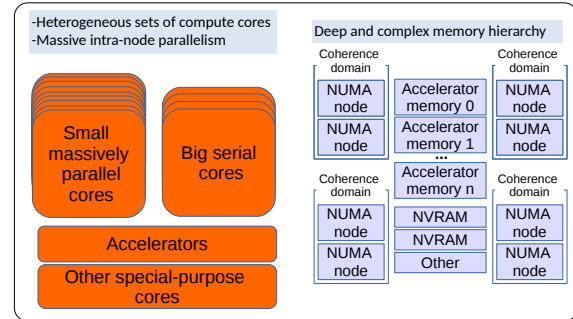 -Heterogeneous sets of compute cores
-Massive intra-node parallelism
Small
massively
parallel
cores
Big serial
cores
Accelerators
Other special-purpose
cores
Deep and complex memory hierarchy
Coherence
domain
NUMA
node
NUMA
node
Accelerator
memory 0
Accelerator
memory 1
...
Accelerator
memory n
Coherence
domain
NUMA
node
NUMA
node
Coherence
domain
NUMA
node
NUMA
node
NVRAM
NVRAM
Other
Coherence
domain
NUMA
node
NUMA
node